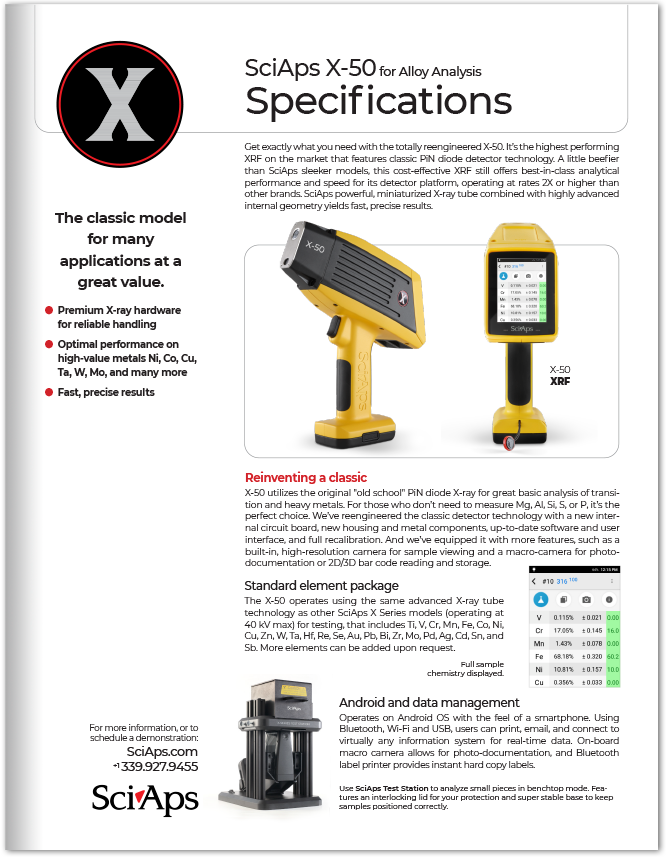 SciAps X-50 for Alloy Analysis
Specifications
X
Get exactly what you need with the totally reengineered X-50. It's the highest performing
XRF on the market that features classic PiN diode detector technology. A little beefier
than SciAps sleeker models, this cost-effective XRF still offers best-in-class analytical
performance and speed for its detector platform, operating at rates 2X or higher than
other brands. SciAps powerful, miniaturized X-ray tube combined with highly advanced
internal geometry yields fast, precise results.
The classic model
for many
applications at a
great value.
Premium X-ray hardware
for reliable handling
Optimal performance on
high-value metals Ni, Co, Cu,
Ta, W, Mo, and many more
Fast, precise results
X-50
SciAps
SciAps
X-50
XRF
Reinventing a classic
X-50 utilizes the original "old school" PiN diode X-ray for great basic analysis of transi-
tion and heavy metals. For those who don't need to measure Mg, Al, Si, S, or P, it's the
perfect choice. We've reengineered the classic detector technology with a new inter-
nal circuit board, new housing and metal components, up-to-date software and user
interface, and full recalibration. And we've equipped it with more features, such as a
built-in, high-resolution camera for sample viewing and a macro-camera for photo-
documentation or 2D/3D bar code reading and storage.
Standard element package
The X-50 operates using the same advanced X-ray tube
technology as other SciAps X Series models (operating at
40 kV max) for testing, that includes Ti, V, Cr, Mn, Fe, Co, Ni,
Cu, Zn, W, Ta, Hf, Re, Se, Au, Pb, Bi, Zr, Mo, Pd, Ag, Cd, Sn, and
Sb. More elements can be added upon request.
Full sample
chemistry displayed.
12:15 PM
#10 316 100
V 0.115% ± 0.021 0.00
Cr 17.05% ± 0.145 16.0
Mn 1.43% ± 0.078 0.00
Fe 68.18% ± 0.320 60.2
Ni 10.81% ± 0.157 10.0
Cu 0.356% ± 0.033 0.00
Android and data management
Operates on Android OS with the feel of a smartphone. Using
Bluetooth, Wi-Fi and USB, users can print, email, and connect to
virtually any information system for real-time data. On-board
macro camera allows for photo-documentation, and Bluetooth
label printer provides instant hard copy labels.
SciAps
Use SciAps Test Station to analyze small pieces in benchtop mode. Fea-
tures an interlocking lid for your protection and super stable base to keep
samples positioned correctly.
For more information, or to
schedule a demonstration:
SciAps.com
+1 339.927.9455
SciAps